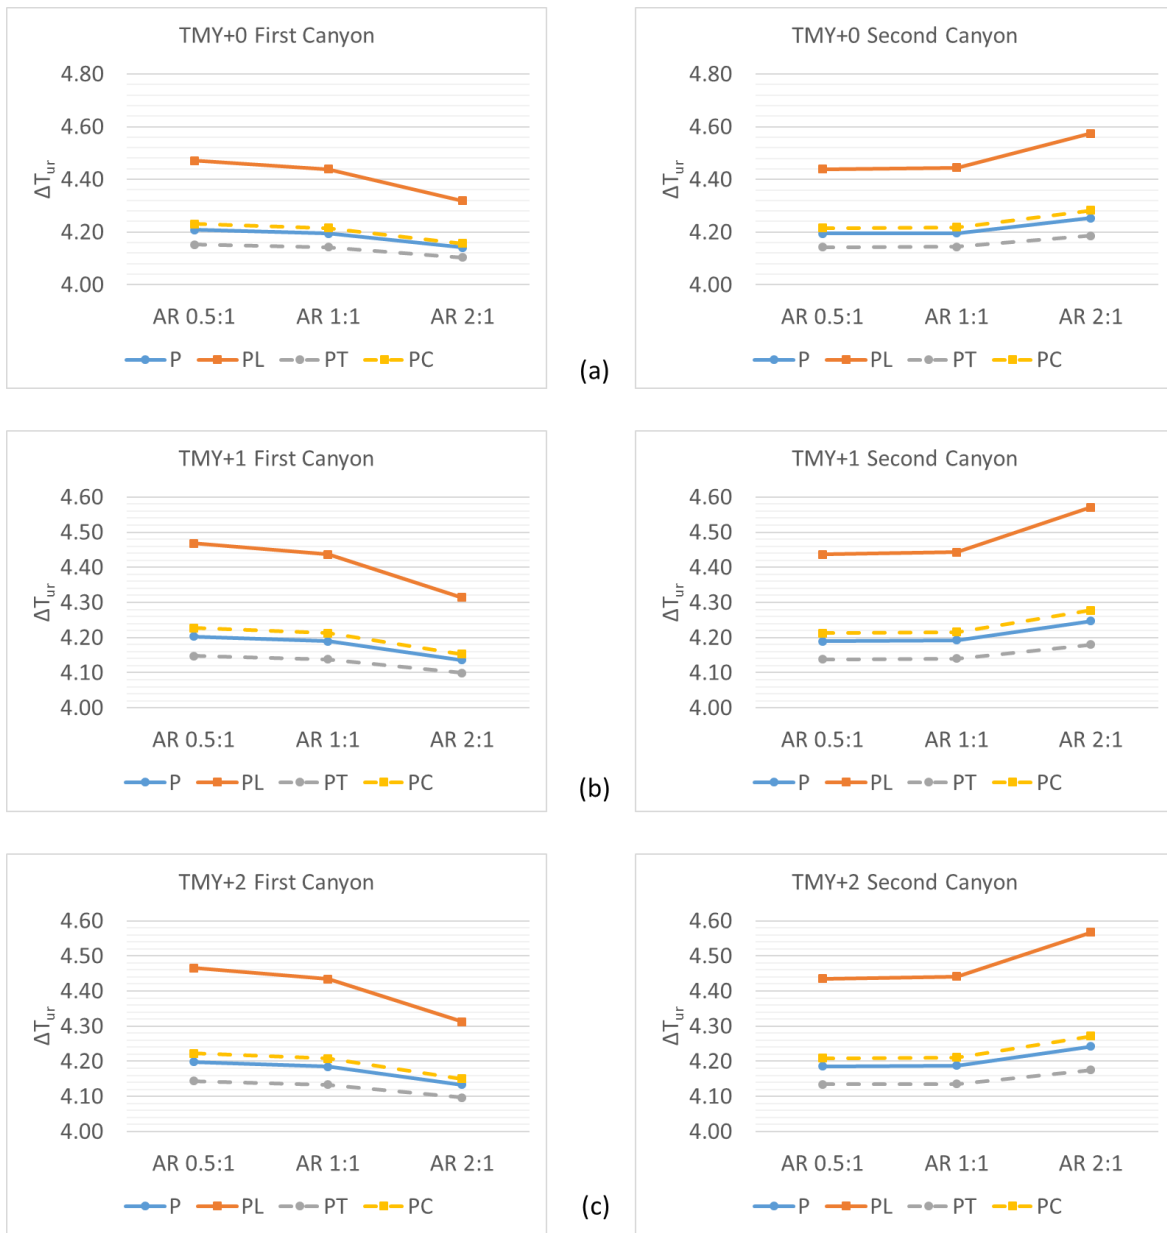 TMY+0 First Canyon
4.80
4.60
4.40
4.20
4.00
ΔTur
AR 0.5:1 AR 1:1 AR 2:1
P PL PT PC
TMY+0 Second Canyon
4.80
4.60
4.40
4.20
4.00
ΔTur
AR 0.5:1 AR 1:1 AR 2:1
P PL PT PC
(a)
TMY+1 First Canyon
4.60
4.50
4.40
4.30
4.20
4.10
4.00
ΔTur
AR 0.5:1 AR 1:1 AR 2:1
P PL PT PC
TMY+1 Second Canyon
4.60
4.50
4.40
4.30
4.20
4.10
4.00
ΔTur
AR 0.5:1 AR 1:1 AR 2:1
P PL PT PC
(b)
TMY+2 First Canyon
4.60
4.50
4.40
4.30
4.20
4.10
4.00
ΔTur
AR 0.5:1 AR 1:1 AR 2:1
P PL PT PC
TMY+2 Second Canyon
4.60
4.50
4.40
4.30
4.20
4.10
4.00
ΔTur
AR 0.5:1 AR 1:1 AR 2:1
P PL PT PC
(c)